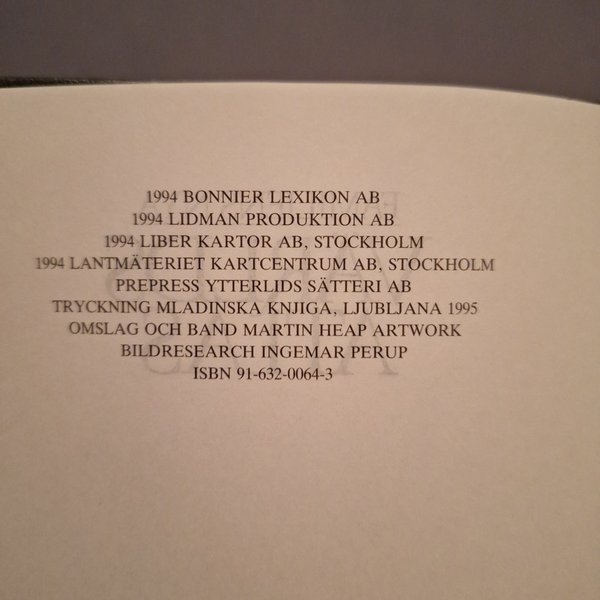 1994 BONNIER LEXIKON AB
1994 LIDMAN PRODUKTION AB
1994 LIBER KARTOR AB, STOCKHOLM
1994 LANTMÄTERIET KARTCENTRUM AB, STOCKHOLM
PREPRESS YTTERLIDS SÄTTERI AB
TRYCKNING MLADINSKA KNJIGA, LJUBLJANA 1995
OMSLAG OCH BAND MARTIN HEAP ARTWORK
BILDRESEARCH INGEMAR PERUP
ISBN 91-632-0064-3